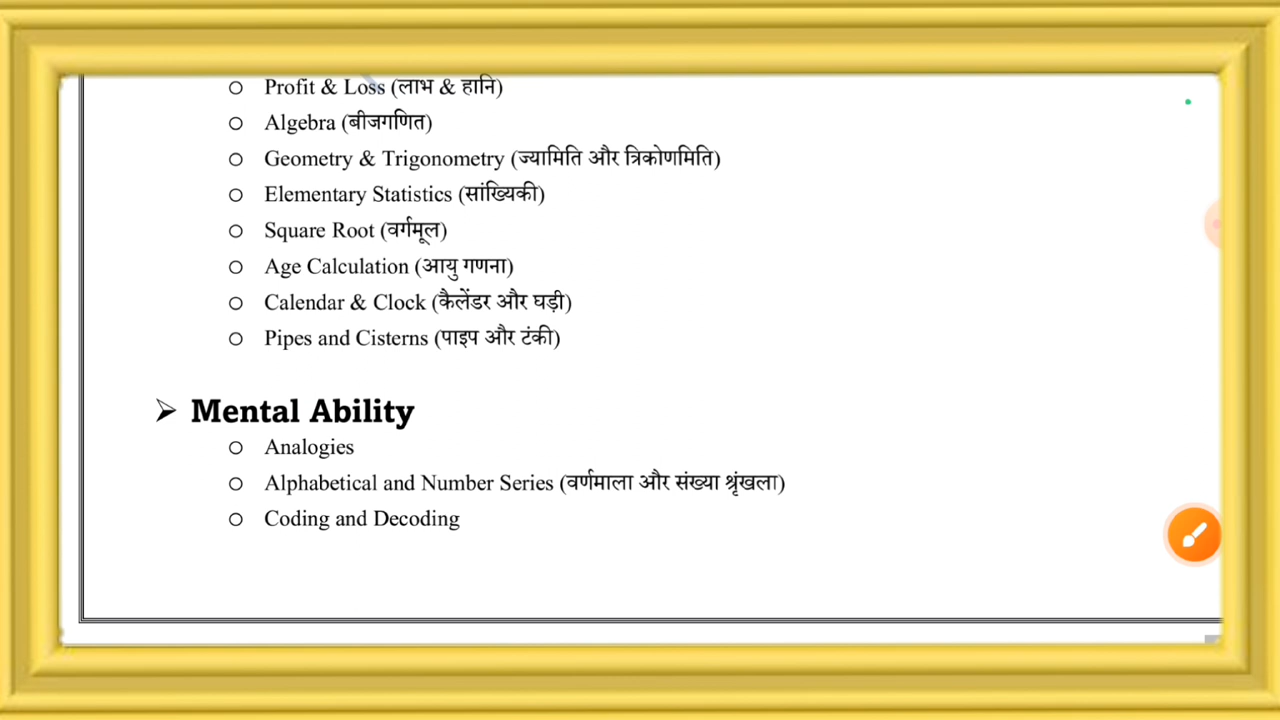 Profit & Loss (लाभ & हानि)
Algebra (बीजगणित)
Geometry & Trigonometry (ज्यामिति और त्रिकोणमिति)
Elementary Statistics (सांख्यिकी)
Square Root (वर्गमूल)
Age Calculation (आयु गणना)
Calendar & Clock (कैलेंडर और घड़ी)
Pipes and Cisterns (पाइप और टंकी)
Mental Ability
Analogies
Alphabetical and Number Series (वर्णमाला और संख्या श्रृंखला)
Coding and Decoding